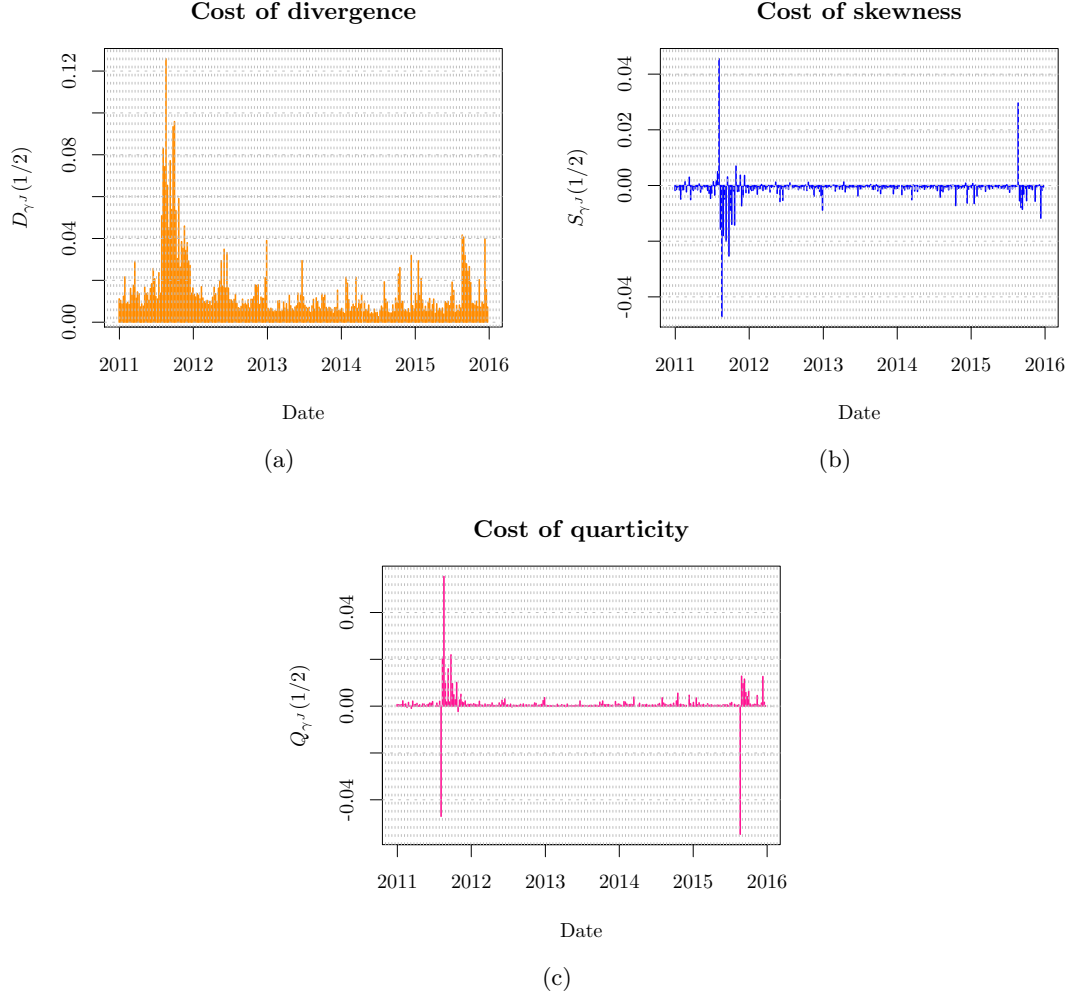 Cost of divergence
D_γ^J (1/2)
0.00 0.04 0.08 0.12
2011 2012 2013 2014 2015 2016
Date
(a)
Cost of skewness
S_γ^J (1/2)
-0.04 0.00 0.02 0.04
2011 2012 2013 2014 2015 2016
Date
(b)
Cost of quarticity
Q_γ^J (1/2)
-0.04 0.00 0.04
2011 2012 2013 2014 2015 2016
Date
(c)